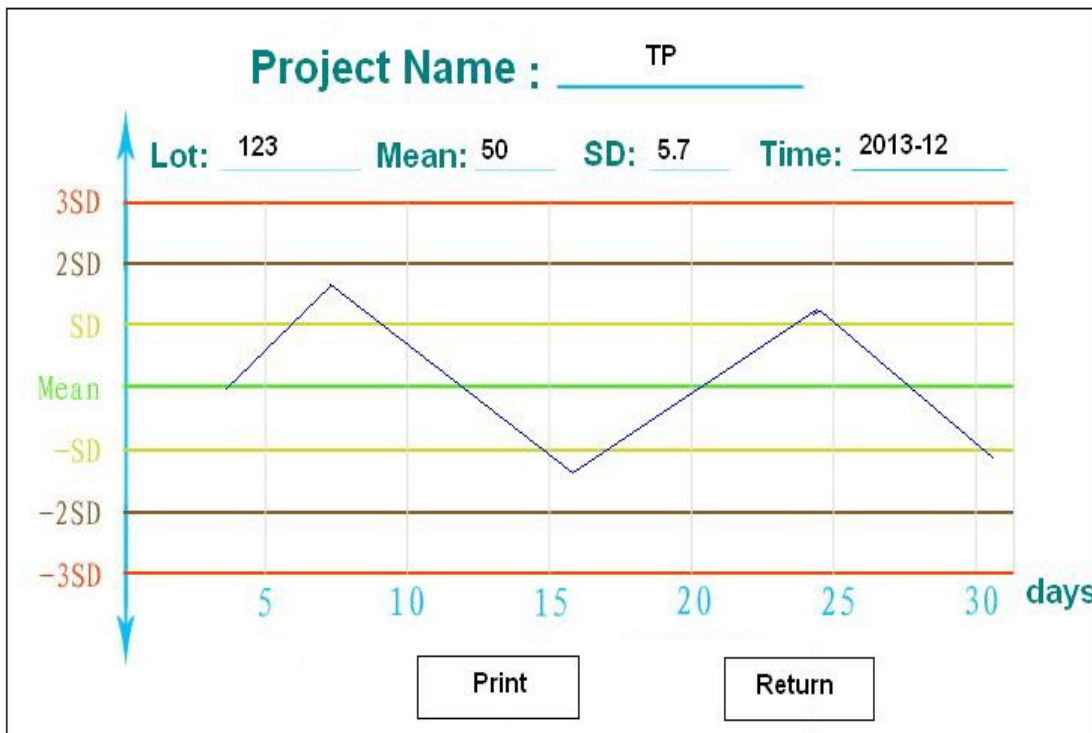 Project Name : TP
Lot: 123 Mean: 50 SD: 5.7 Time: 2013-12
3SD
2SD
SD
Mean
-SD
-2SD
-3SD
5 10 15 20 25 30 days
Print Return